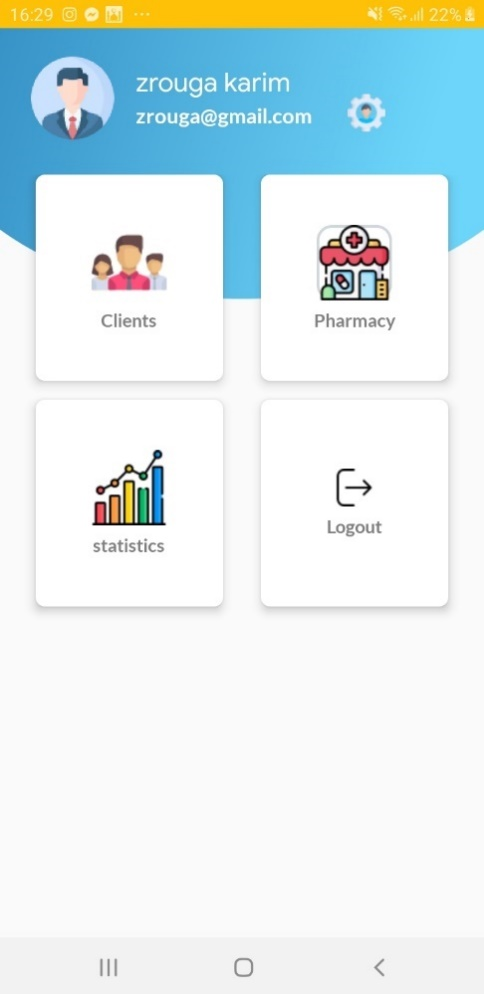 16:29 ... 22%
zrouga karim
zrouga@gmail.com
Clients
Pharmacy
statistics
Logout